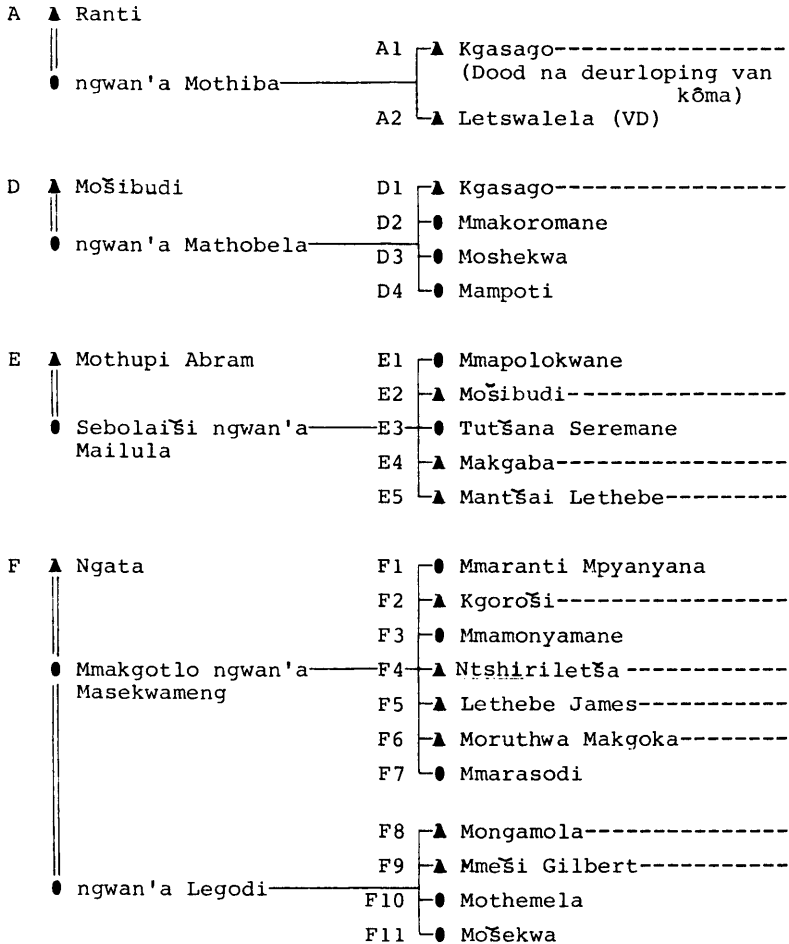 A Ranti
A1 Kgasago
ngwan'a Mothiba (Dood na deurloping van
kôma)
A2 Letswalela (VD)
D Mošibudi D1 Kgasago
D2 Mmakoromane
ngwan'a Mathobela
D3 Moshekwa
D4 Mampoti
E Mothupi Abram E1 Mmapolokwane
E2 Mošibudi
Sebolaiši ngwan'a E3 Tutšana Seremane
Mailula
E4 Makgaba
E5 Mantšai Lethebe
F Ngata F1 Mmaranti Mpyanyana
F2 Kgoroši
F3 Mmamonyamane
Mmakgotlo ngwan'a F4 Ntshiriletša
Masekwameng
F5 Lethebe James
F6 Moruthwa Makgoka
F7 Mmarasodi
F8 Mongamola
F9 Mmeši Gilbert
ngwan'a Legodi
F10 Mothemela
F11 Mošekwa